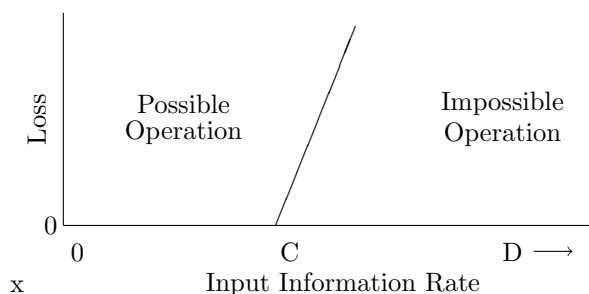 Possible
Operation
Impossible
Operation
Loss
0
0 C D →
x Input Information Rate